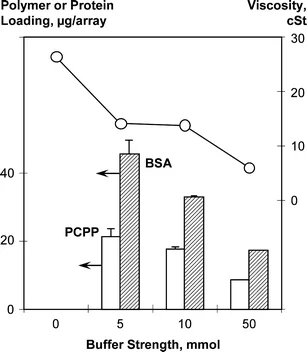 Polymer or Protein
Loading, µg/array
Viscosity,
cSt
30
20
10
0
40
20
0
BSA
PCPP
0 5 10 50
Buffer Strength, mmol